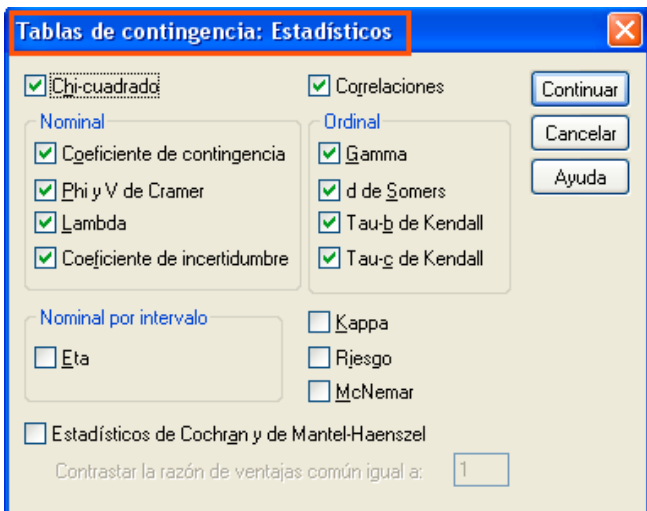 Tablas de contingencia: Estadísticos
Chi-cuadrado
Correlaciones
Continuar
Nominal
Ordinal
Cancelar
Coeficiente de contingencia
Gamma
Ayuda
Phi y V de Cramer
d de Somers
Lambda
Tau-b de Kendall
Coeficiente de incertidumbre
Tau-c de Kendall
Nominal por intervalo
Kappa
Eta
Riesgo
McNemar
Estadísticos de Cochran y de Mantel-Haenszel
Contrastar la razón de ventajas común igual a: 1